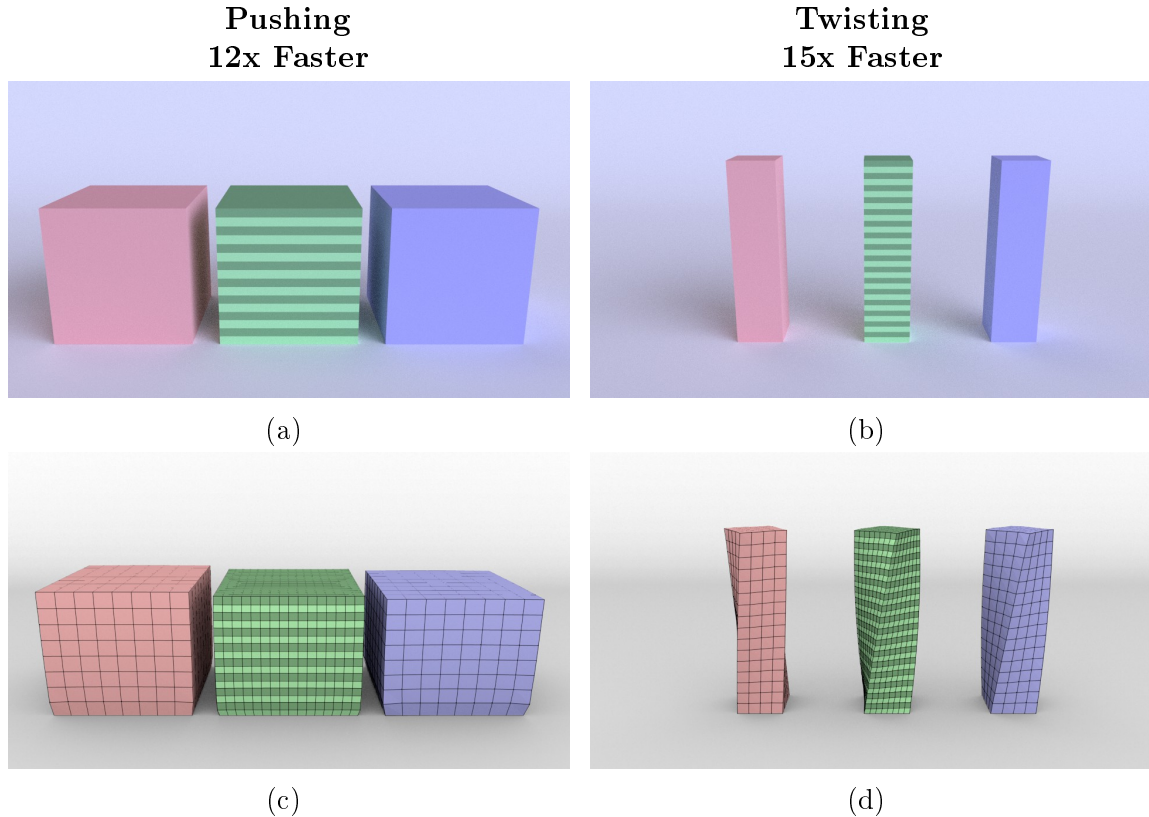 Pushing
12x Faster
Twisting
15x Faster
(a)
(b)
(c)
(d)